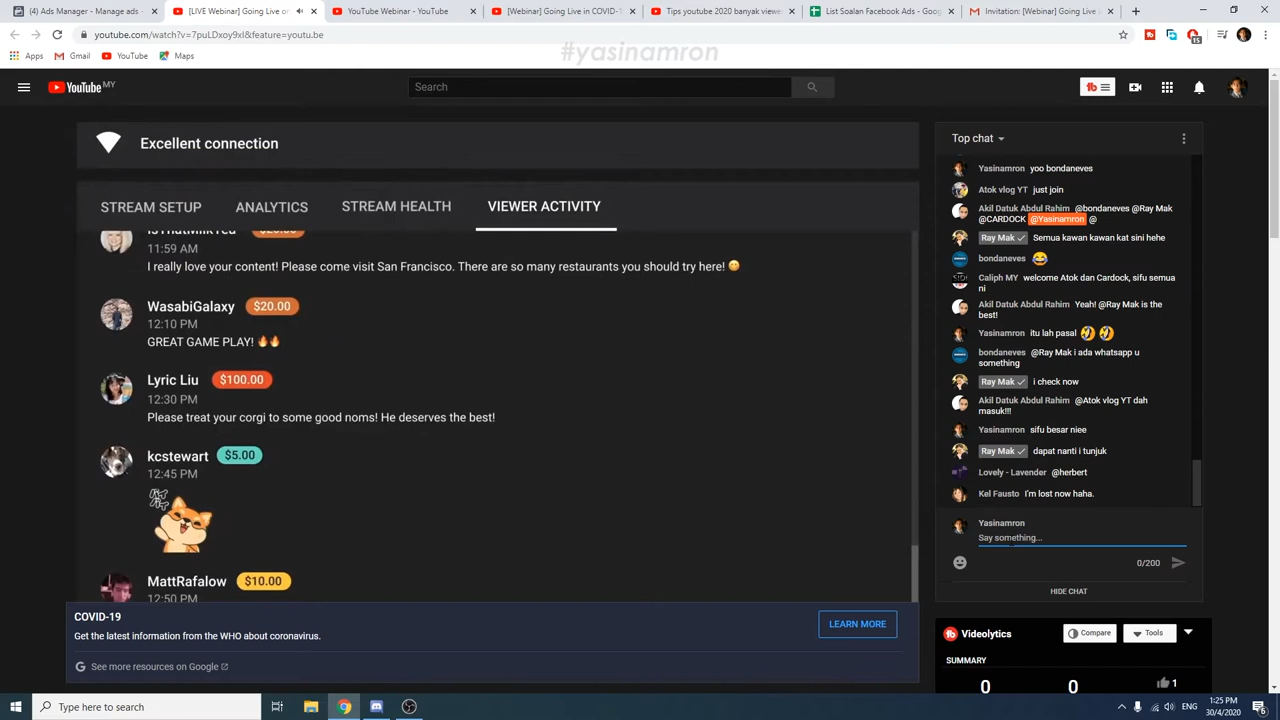 (4) Ads Manager - Manage ads -
[LIVE Webinar] Going Live on
YouTube Webinar - YouTube
[Webinar] Going Live in COVID-1
Tips youtube 2020 banyak views
List Soalan Facebook Ads - Goog
Invitation: [Webinar] Going Live
youtube.com/watch?v=7puLDxoy9xI&feature=youtu.be
15
Apps
Gmail
YouTube
Maps
#yasinamron
YouTube MY
Search
Excellent connection
STREAM SETUP
ANALYTICS
STREAM HEALTH
VIEWER ACTIVITY
IsThatMilkTea $20.00
11:59 AM
I really love your content! Please come visit San Francisco. There are so many restaurants you should try here! 😋
WasabiGalaxy $20.00
12:10 PM
GREAT GAME PLAY! 🔥🔥
Lyric Liu $100.00
12:30 PM
Please treat your corgi to some good noms! He deserves the best!
kcstewart $5.00
12:45 PM
MattRafalow $10.00
12:50 PM
COVID-19
Get the latest information from the WHO about coronavirus.
LEARN MORE
See more resources on Google
Top chat
Yasinamron yoo bondaneves
Atok vlog YT just join
Akil Datuk Abdul Rahim @bondaneves @Ray Mak
@CARDOCK @Yasinamron @
Ray Mak Semua kawan kawan kat sini hehe
bondaneves 😂
Caliph MY welcome Atok dan Cardock, sifu semua
ni
Akil Datuk Abdul Rahim Yeah! @Ray Mak is the
best!
Yasinamron itu lah pasal 🤣 🤣
bondaneves @Ray Mak i ada whatsapp u
something
Ray Mak i check now
Akil Datuk Abdul Rahim @Atok vlog YT dah
masuk!!!
Yasinamron sifu besar niee
Ray Mak dapat nanti i tunjuk
Lovely - Lavender @herbert
Kel Fausto I'm lost now haha.
Yasinamron
Say something...
0/200
HIDE CHAT
Videolytics
Compare
Tools
SUMMARY
0
0
1
Type here to search
ENG
1:25 PM
30/4/2020
6